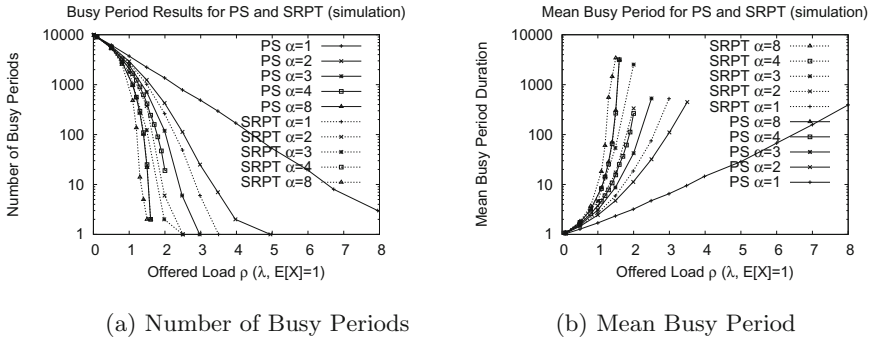 Busy Period Results for PS and SRPT (simulation)
Number of Busy Periods
10000
1000
100
10
1
0 1 2 3 4 5 6 7 8
Offered Load ρ (λ, E[X]=1)
PS α=1
PS α=2
PS α=3
PS α=4
PS α=8
SRPT α=1
SRPT α=2
SRPT α=3
SRPT α=4
SRPT α=8
(a) Number of Busy Periods
Mean Busy Period for PS and SRPT (simulation)
Mean Busy Period Duration
10000
1000
100
10
1
0 1 2 3 4 5 6 7 8
Offered Load ρ (λ, E[X]=1)
SRPT α=8
SRPT α=4
SRPT α=3
SRPT α=2
SRPT α=1
PS α=8
PS α=4
PS α=3
PS α=2
PS α=1
(b) Mean Busy Period